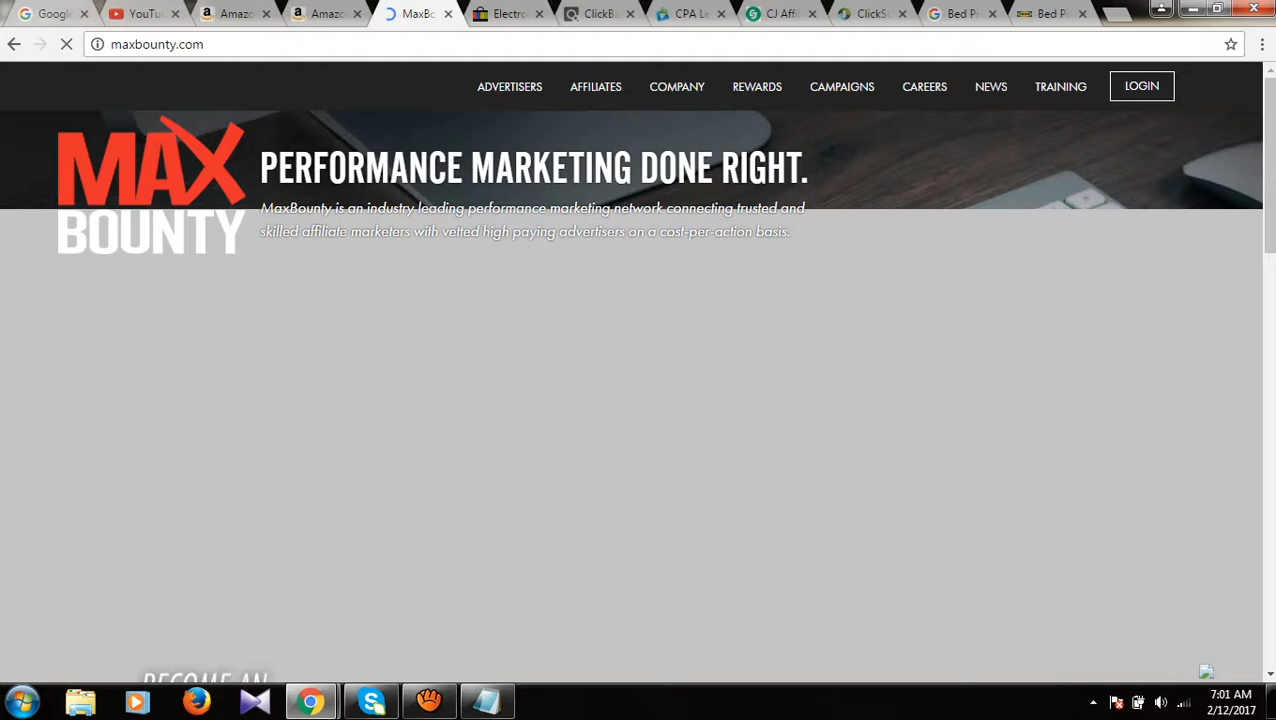 Googl
YouTu
Amazo
Amazo
MaxBo
Electro
ClickBa
CPA Le
CJ Affil
ClickSu
Bed P
Bed Pi
maxbounty.com
ADVERTISERS
AFFILIATES
COMPANY
REWARDS
CAMPAIGNS
CAREERS
NEWS
TRAINING
LOGIN
MAX
BOUNTY
PERFORMANCE MARKETING DONE RIGHT.
MaxBounty is an industry leading performance marketing network connecting trusted and
skilled affiliate marketers with vetted high paying advertisers on a cost-per-action basis.
BECOME AN
7:01 AM
2/12/2017